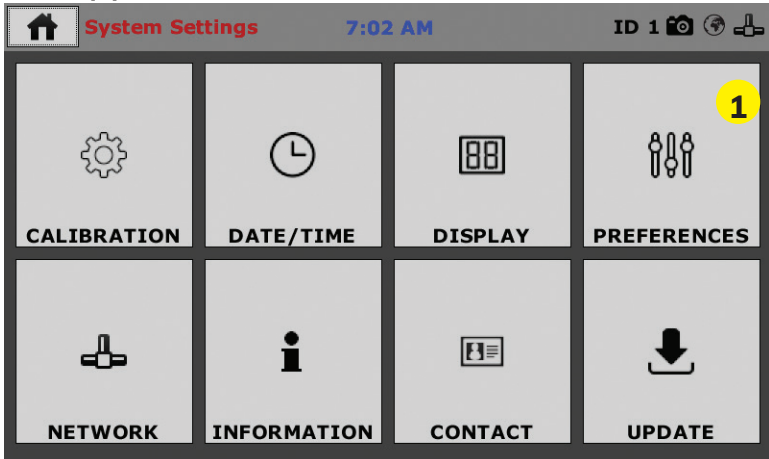 System Settings 7:02 AM ID 1
1
CALIBRATION DATE/TIME DISPLAY PREFERENCES
NETWORK INFORMATION CONTACT UPDATE